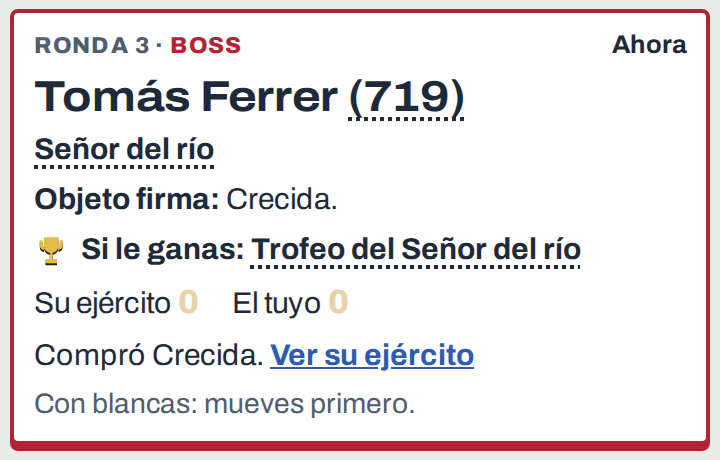 RONDA 3 · BOSS
Ahora
Tomás Ferrer (719)
Señor del río
Objeto firma: Crecida.
Si le ganas: Trofeo del Señor del río
Su ejército 0 El tuyo 0
Compró Crecida. Ver su ejército
Con blancas: mueves primero.